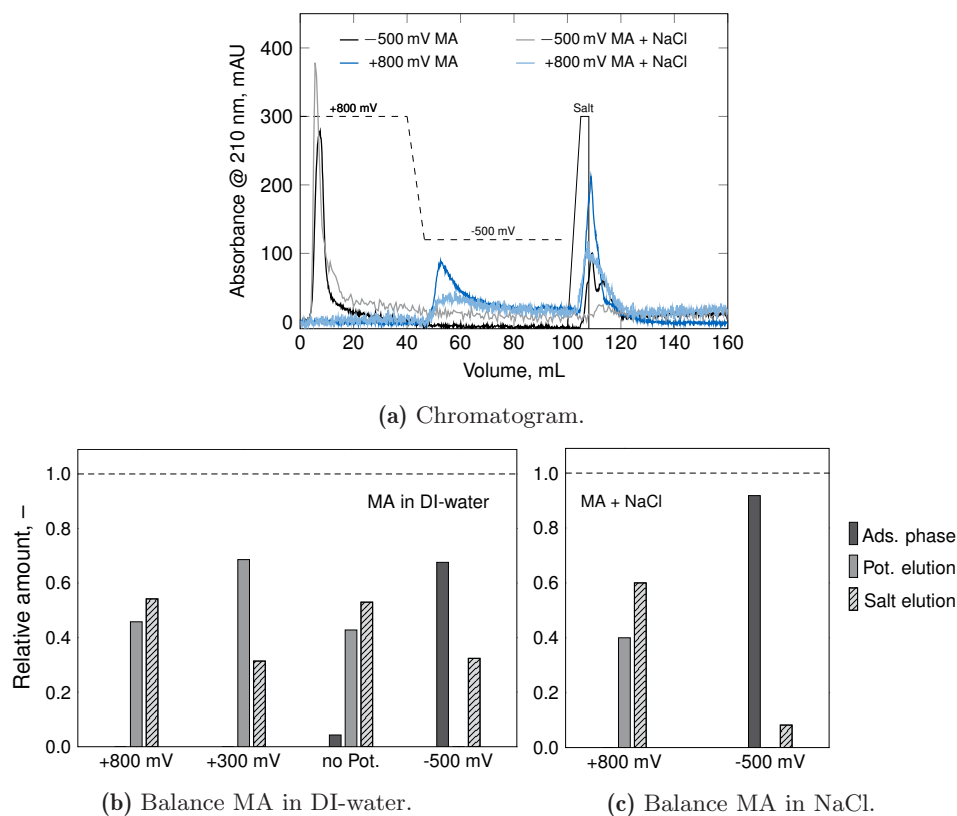 −500 mV MA −500 mV MA + NaCl
+800 mV MA +800 mV MA + NaCl
400
300
200
100
0
Absorbance @ 210 nm, mAU
+800 mV
-500 mV
Salt
0 20 40 60 80 100 120 140 160
Volume, mL
(a) Chromatogram.
1.0
0.8
0.6
0.4
0.2
0.0
Relative amount, –
MA in DI-water
+800 mV +300 mV no Pot. -500 mV
(b) Balance MA in DI-water.
1.0
0.8
0.6
0.4
0.2
0.0
MA + NaCl
+800 mV -500 mV
Ads. phase
Pot. elution
Salt elution
(c) Balance MA in NaCl.